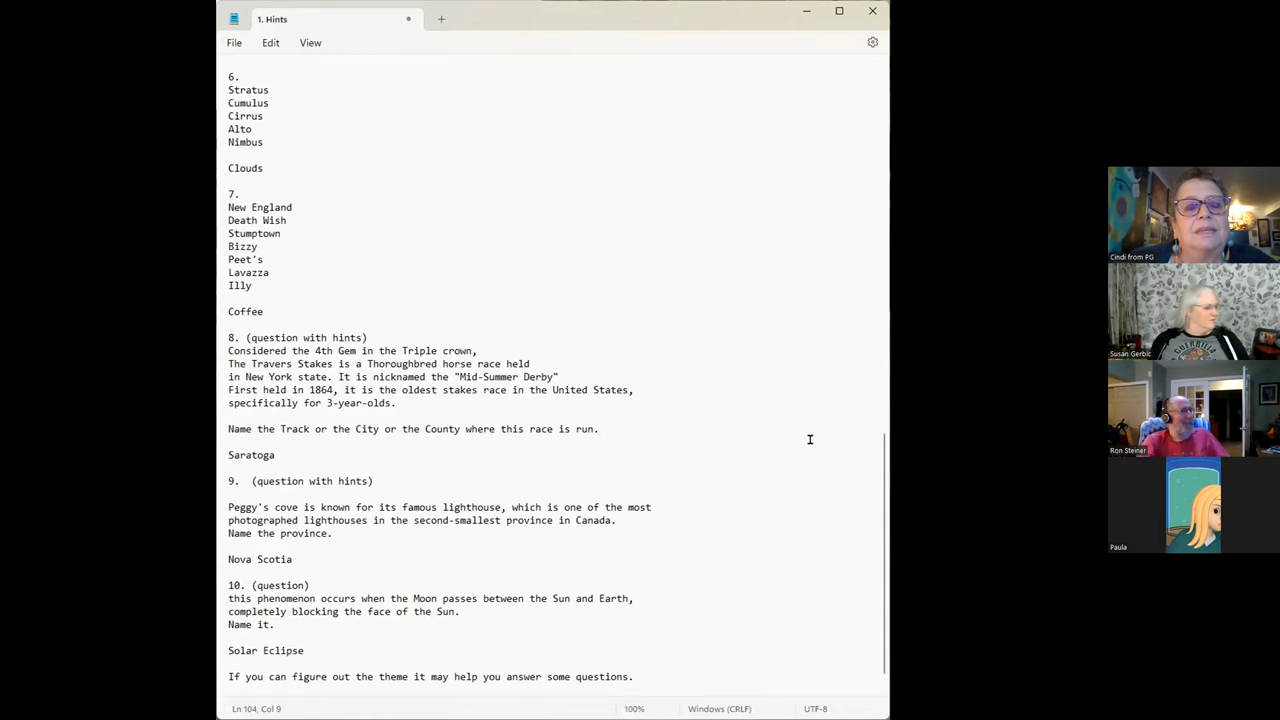 1. Hints
File Edit View
6.
Stratus
Cumulus
Cirrus
Alto
Nimbus
Clouds
7.
New England
Death Wish
Stumptown
Bizzy
Peet's
Lavazza
Illy
Coffee
8. (question with hints)
Considered the 4th Gem in the Triple crown,
The Travers Stakes is a Thoroughbred horse race held
in New York state. It is nicknamed the "Mid-Summer Derby"
First held in 1864, it is the oldest stakes race in the United States,
specifically for 3-year-olds.
Name the Track or the City or the County where this race is run.
Saratoga
9. (question with hints)
Peggy's cove is known for its famous lighthouse, which is one of the most
photographed lighthouses in the second-smallest province in Canada.
Name the province.
Nova Scotia
10. (question)
this phenomenon occurs when the Moon passes between the Sun and Earth,
completely blocking the face of the Sun.
Name it.
Solar Eclipse
If you can figure out the theme it may help you answer some questions.
Ln 104, Col 9 100% Windows (CRLF) UTF-8
Cindi from PG
Susan Gerbic
Ron Steiner
Paula